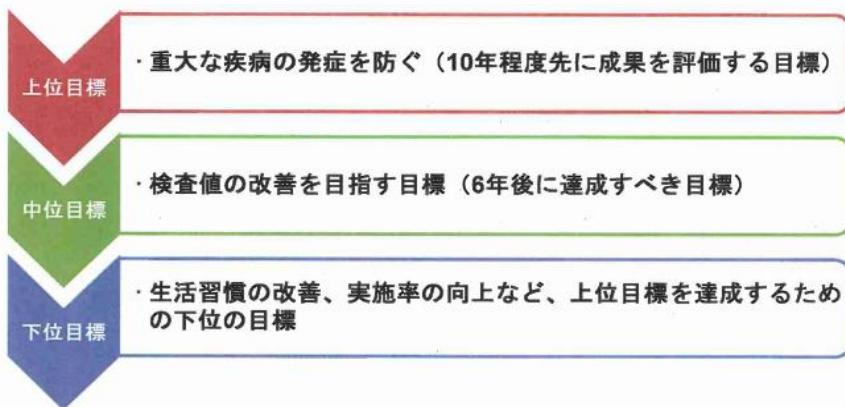 上位目標
・重大な疾病の発症を防ぐ（10年程度先に成果を評価する目標）
中位目標
・検査値の改善を目指す目標（6年後に達成すべき目標）
下位目標
・生活習慣の改善、実施率の向上など、上位目標を達成するため
の下位の目標